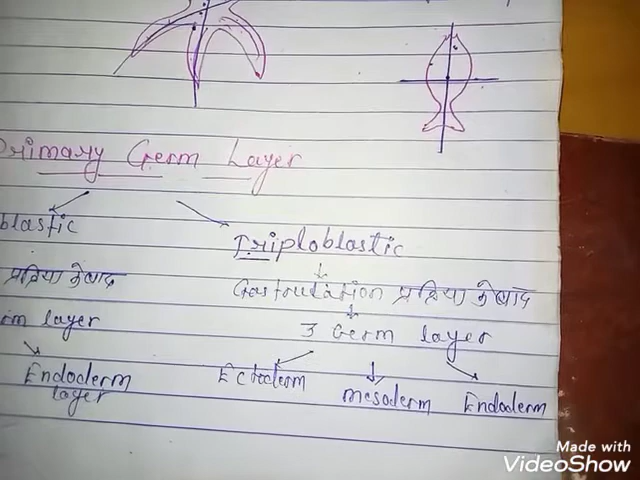 Primary Germ Layer
blastic
Triploblastic
प्रक्रिया के बाद
Gastrulation प्रक्रिया के बाद
rm layer
3 Germ layer
Endoderm
layer
Ectoderm
mesoderm
Endoderm
Made with
VideoShow